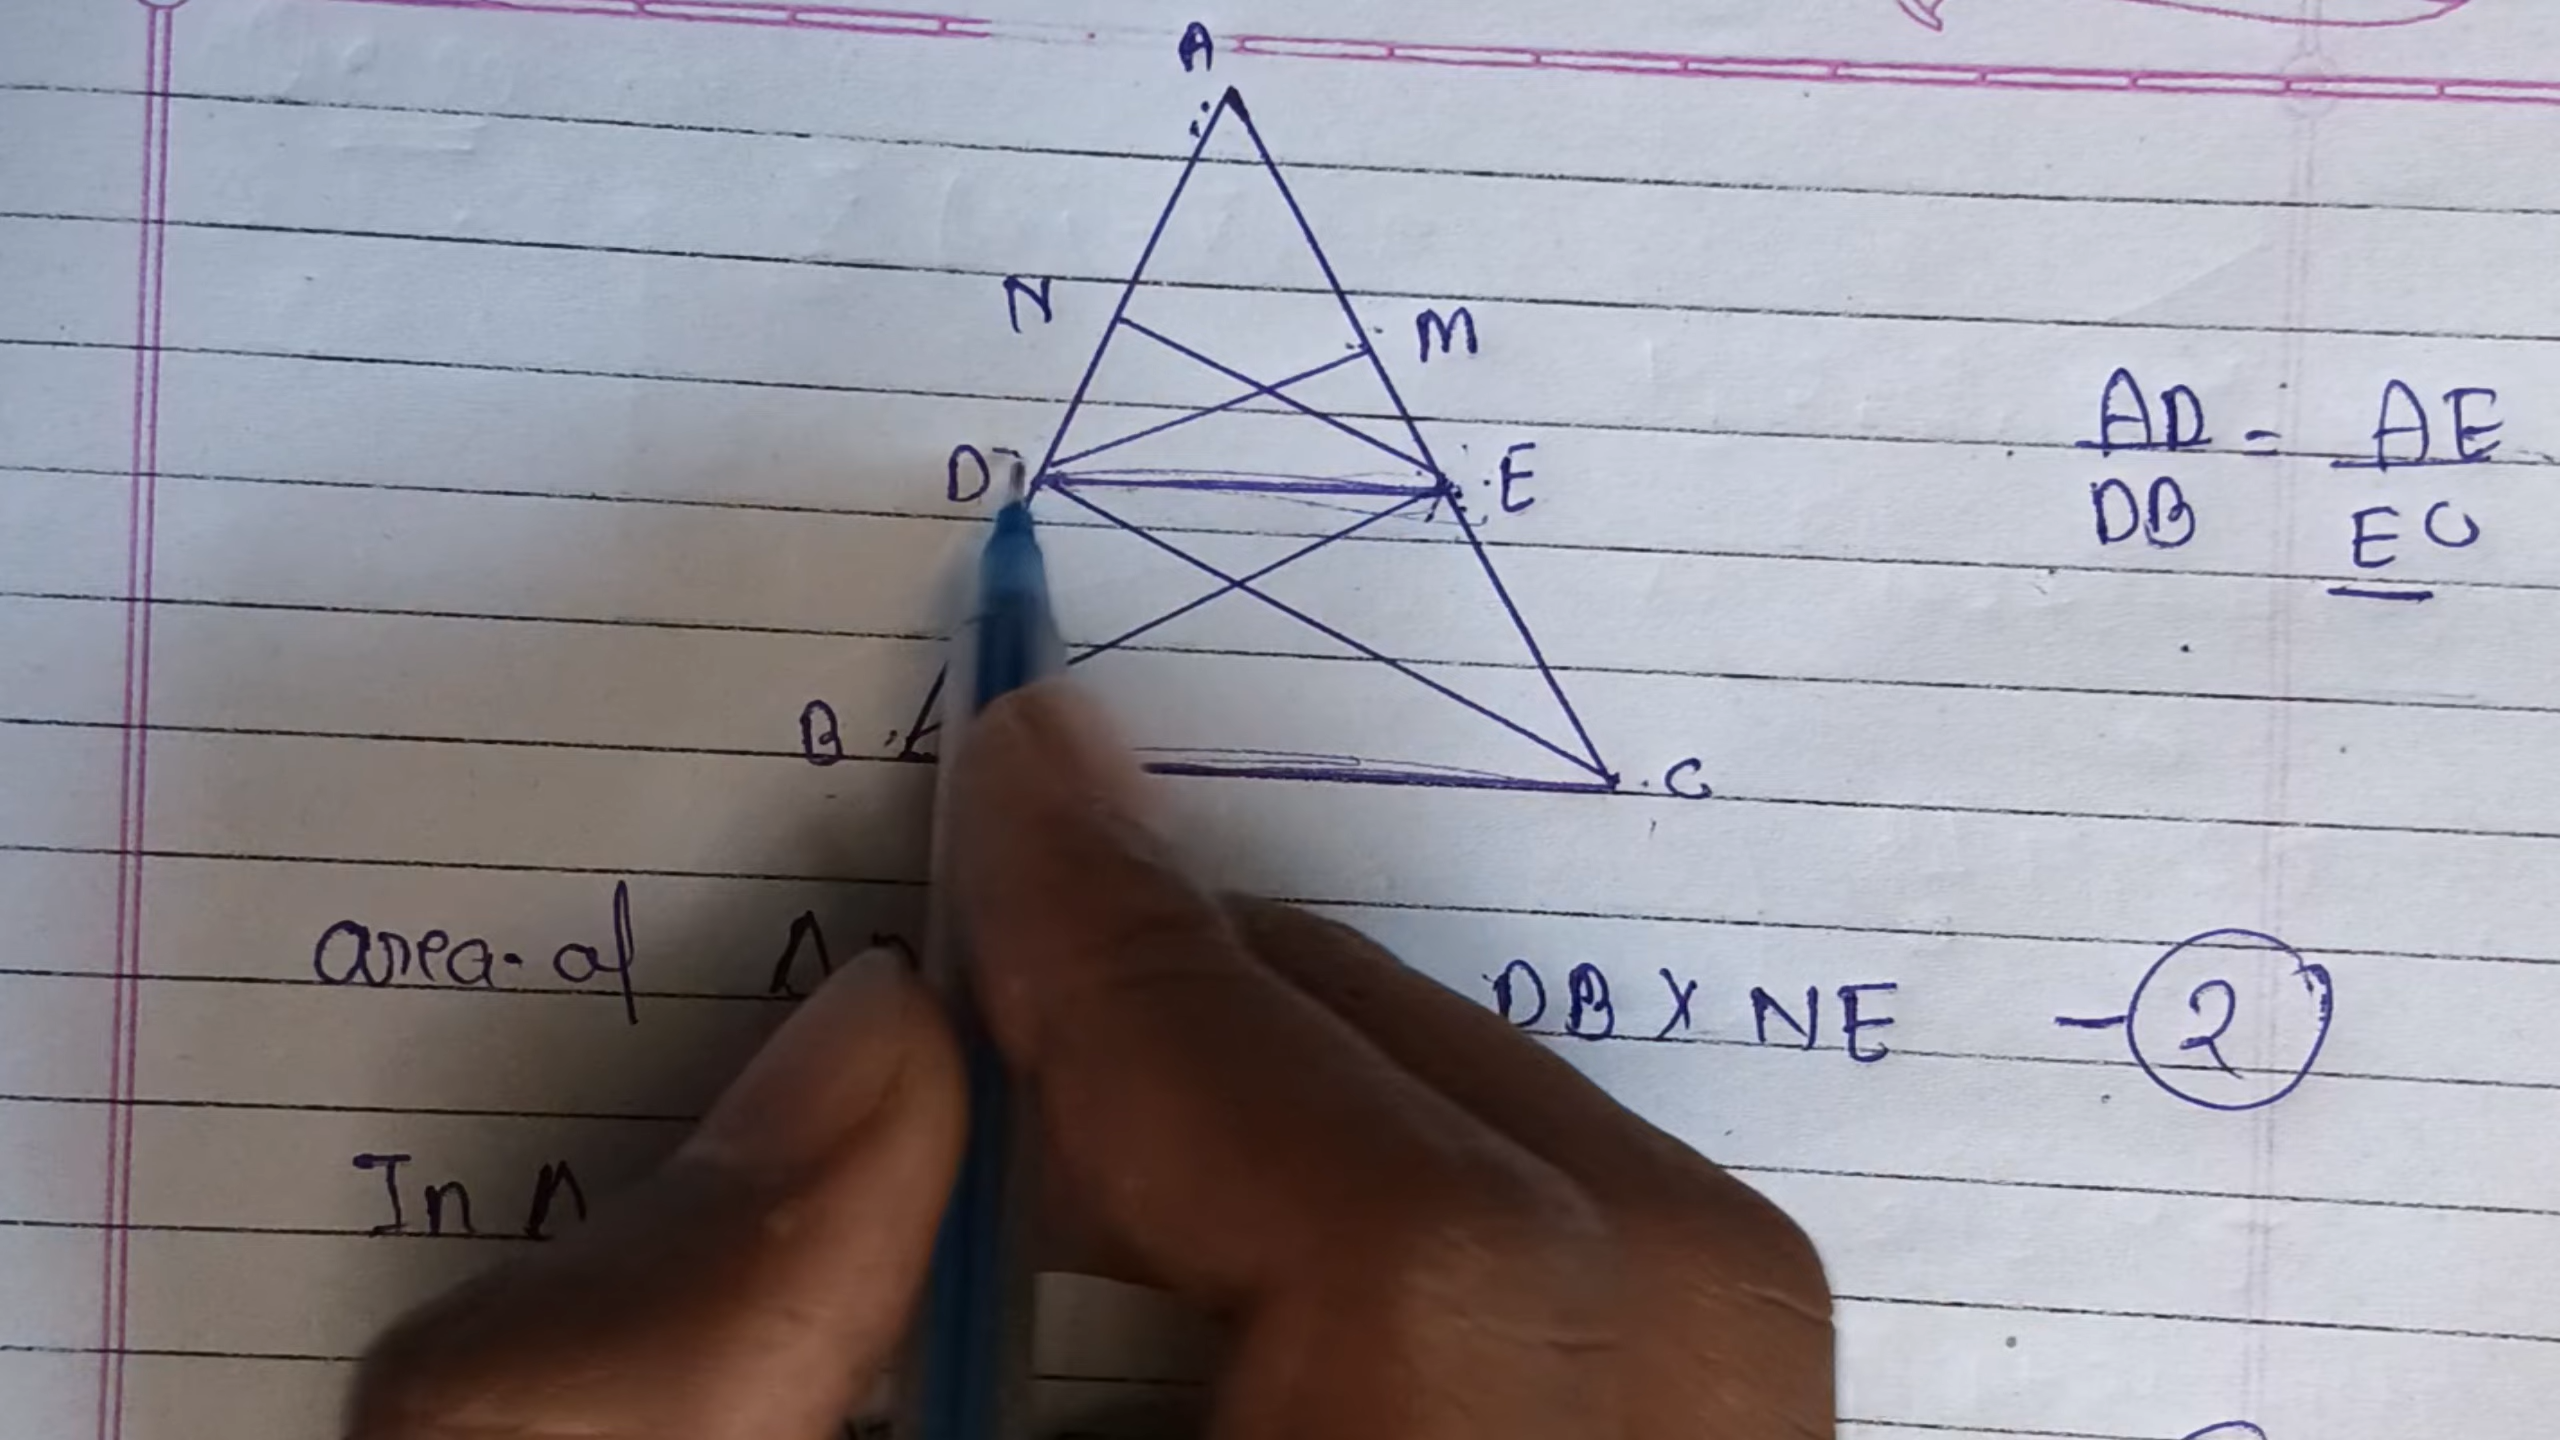 A
N M
D E
B C
AD = AE
DB EC
area of Δ DB X NE - 2
In Δ